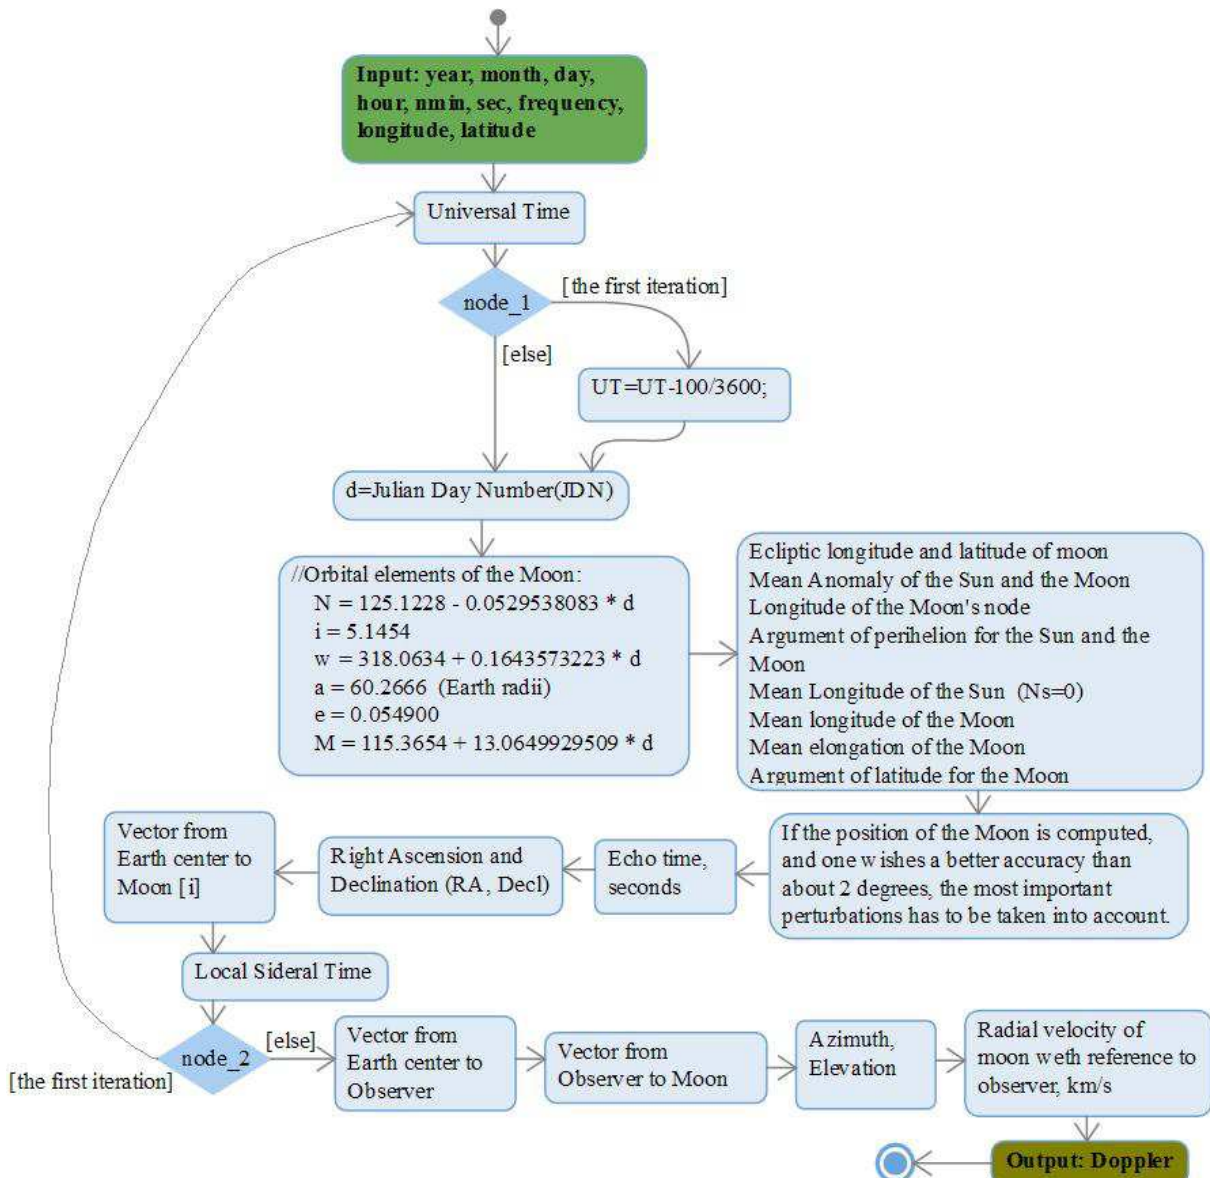 Input: year, month, day,
hour, nmin, sec, frequency,
longitude, latitude
Universal Time
node_1
[the first iteration]
[else]
UT=UT-100/3600;
d=Julian Day Number(JDN)
//Orbital elements of the Moon:
N = 125.1228 - 0.0529538083 * d
i = 5.1454
w = 318.0634 + 0.1643573223 * d
a = 60.2666 (Earth radii)
e = 0.054900
M = 115.3654 + 13.0649929509 * d
Ecliptic longitude and latitude of moon
Mean Anomaly of the Sun and the Moon
Longitude of the Moon's node
Argument of perihelion for the Sun and the
Moon
Mean Longitude of the Sun (Ns=0)
Mean longitude of the Moon
Mean elongation of the Moon
Argument of latitude for the Moon
If the position of the Moon is computed,
and one wishes a better accuracy than
about 2 degrees, the most important
perturbations has to be taken into account.
Echo time,
seconds
Right Ascension and
Declination (RA, Decl)
Vector from
Earth center to
Moon [i]
Local Sideral Time
node_2
[the first iteration]
[else]
Vector from
Earth center to
Observer
Vector from
Observer to Moon
Azimuth,
Elevation
Radial velocity of
moon weth reference to
observer, km/s
Output: Doppler